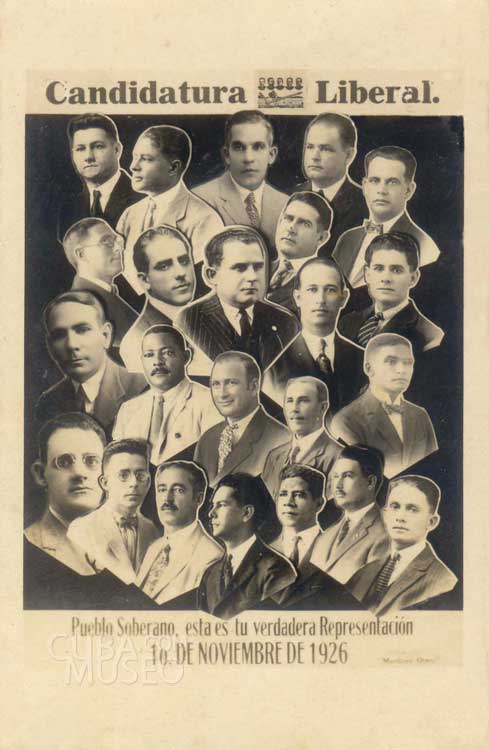 Candidatura Liberal.
Pueblo Soberano, esta es tu verdadera Representación
1o. DE NOVIEMBRE DE 1926
CUBA
MUSEO